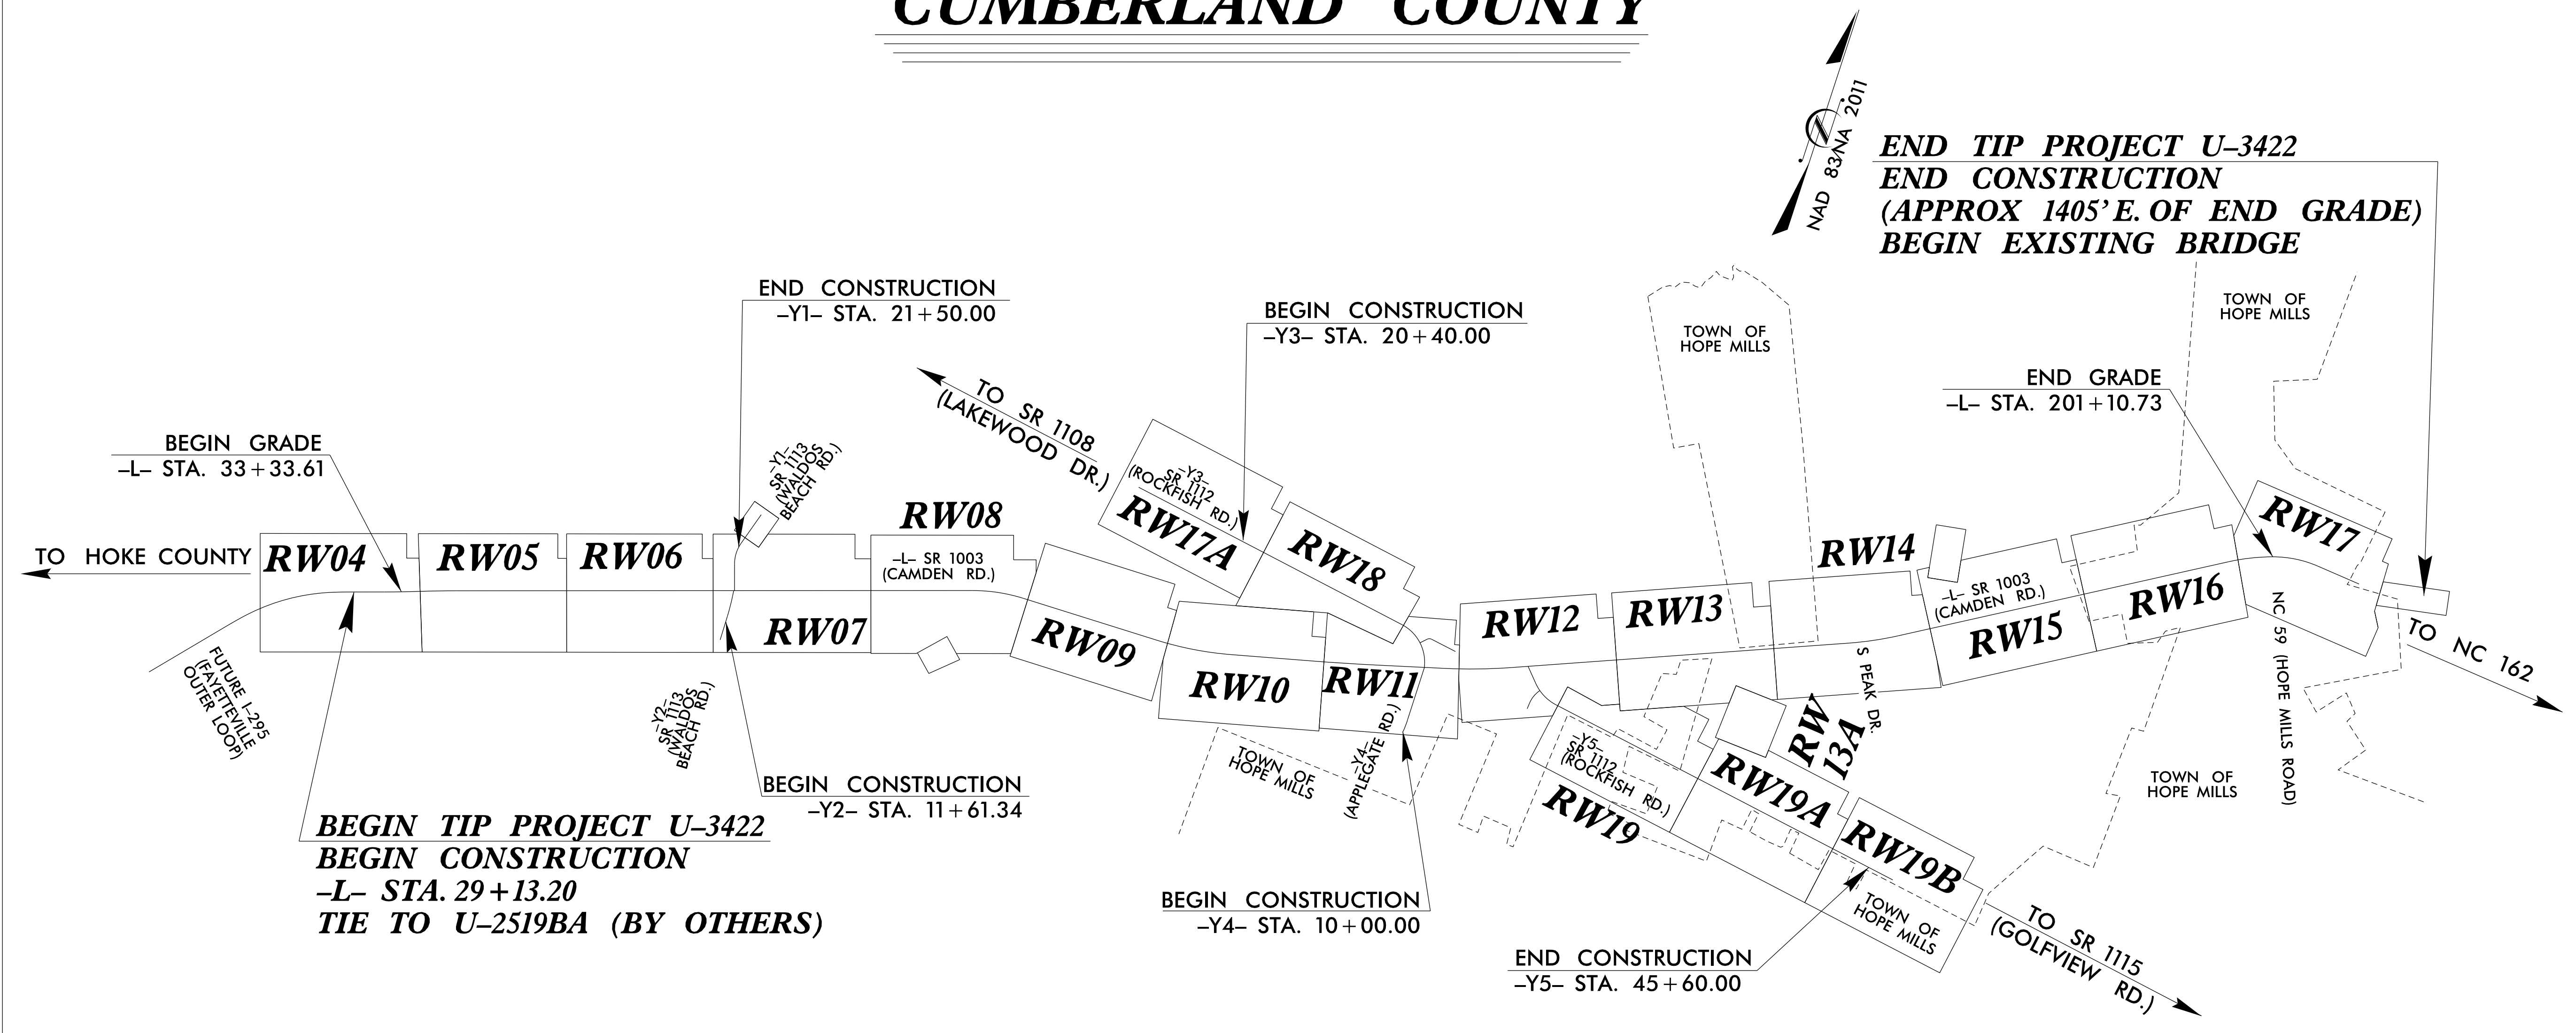 CUMBERLAND COUNTY
NAD 83/NA 2011
END TIP PROJECT U-3422
END CONSTRUCTION
(APPROX 1405' E. OF END GRADE)
BEGIN EXISTING BRIDGE
END CONSTRUCTION
-Y1- STA. 21+50.00
BEGIN CONSTRUCTION
-Y3- STA. 20+40.00
TOWN OF
HOPE MILLS
TOWN OF
HOPE MILLS
END GRADE
-L- STA. 201+10.73
TO SR 1108
(LAKEWOOD DR.)
BEGIN GRADE
-L- STA. 33+33.61
-Y1-
SR 1113
(WALDOS
BEACH RD.)
-Y3-
SR 1112
(ROCKFISH RD.)
RW17A
RW18
RW17
TO HOKE COUNTY
RW04
RW05
RW06
RW07
RW08
-L- SR 1003
(CAMDEN RD.)
RW09
RW10
RW11
RW12
RW13
RW14
-L- SR 1003
(CAMDEN RD.)
RW15
RW16
NC 59 (HOPE MILLS ROAD)
TO NC 162
S PEAK DR.
RW
13A
FUTURE I-295
(FAYETTEVILLE
OUTER LOOP)
-Y2-
SR 1113
(WALDOS
BEACH RD.)
BEGIN CONSTRUCTION
-Y2- STA. 11+61.34
TOWN OF
HOPE MILLS
-Y4-
(APPLEGATE RD.)
-Y5-
SR 1112
(ROCKFISH RD.)
RW19
RW19A
RW19B
TOWN OF
HOPE MILLS
TOWN OF
HOPE MILLS
BEGIN TIP PROJECT U-3422
BEGIN CONSTRUCTION
-L- STA. 29+13.20
TIE TO U-2519BA (BY OTHERS)
BEGIN CONSTRUCTION
-Y4- STA. 10+00.00
END CONSTRUCTION
-Y5- STA. 45+60.00
TO SR 1115
(GOLFVIEW RD.)